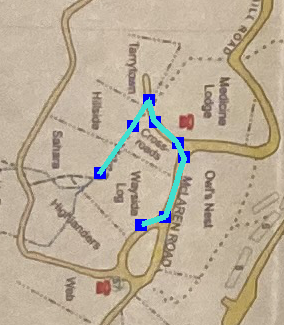 HILL ROAD
Tarrytown
Medicine
Lodge
Hillside
Cross-
roads
Sahara
Wayside
Log
Owl's Nest
McLAREN ROAD
Highlanders
Web